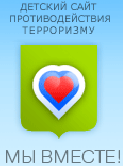 ДЕТСКИЙ САЙТ
ПРОТИВОДЕЙСТВИЯ
ТЕРРОРИЗМУ
МЫ ВМЕСТЕ!